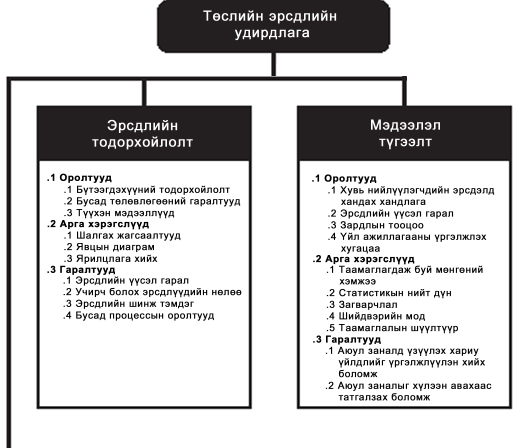 Төслийн эрсдлийн
удирдлага
Эрсдлийн
тодорхойлолт
.1 Оролтууд
.1 Бүтээгдэхүүний тодорхойлолт
.2 Бусад төлөвлөгөөний гаралтууд
.3 Түүхэн мэдээллүүд
.2 Арга хэрэгслүүд
.1 Шалгах жагсаалтууд
.2 Явцын диаграм
.3 Ярилцлага хийх
.3 Гаралтууд
.1 Эрсдлийн үүсэл гарал
.2 Учирч болох эрсдлүүдийн нөлөө
.3 Эрсдлийн шинж тэмдэг
.4 Бусад процессын оролтууд
Мэдээлэл
түгээлт
.1 Оролтууд
.1 Хувь нийлүүлэгчдийн эрсдэлд
хандах хандлага
.2 Эрсдлийн үүсэл гарал
.3 Зардлын тооцоо
.4 Үйл ажиллагааны үргэлжлэх
хугацаа
.2 Арга хэрэгслүүд
.1 Таамаглагдаж буй мөнгөний
хэмжээ
.2 Статистикын нийт дүн
.3 Загварчлал
.4 Шийдвэрийн мод
.5 Таамаглалын шүүлтүүр
.3 Гаралтууд
.1 Аюул заналд үзүүлэх хариу
үйлдлийг үргэлжлүүлэн хийх
боломж
.2 Аюул заналыг хүлээн авахаас
татгалзах боломж